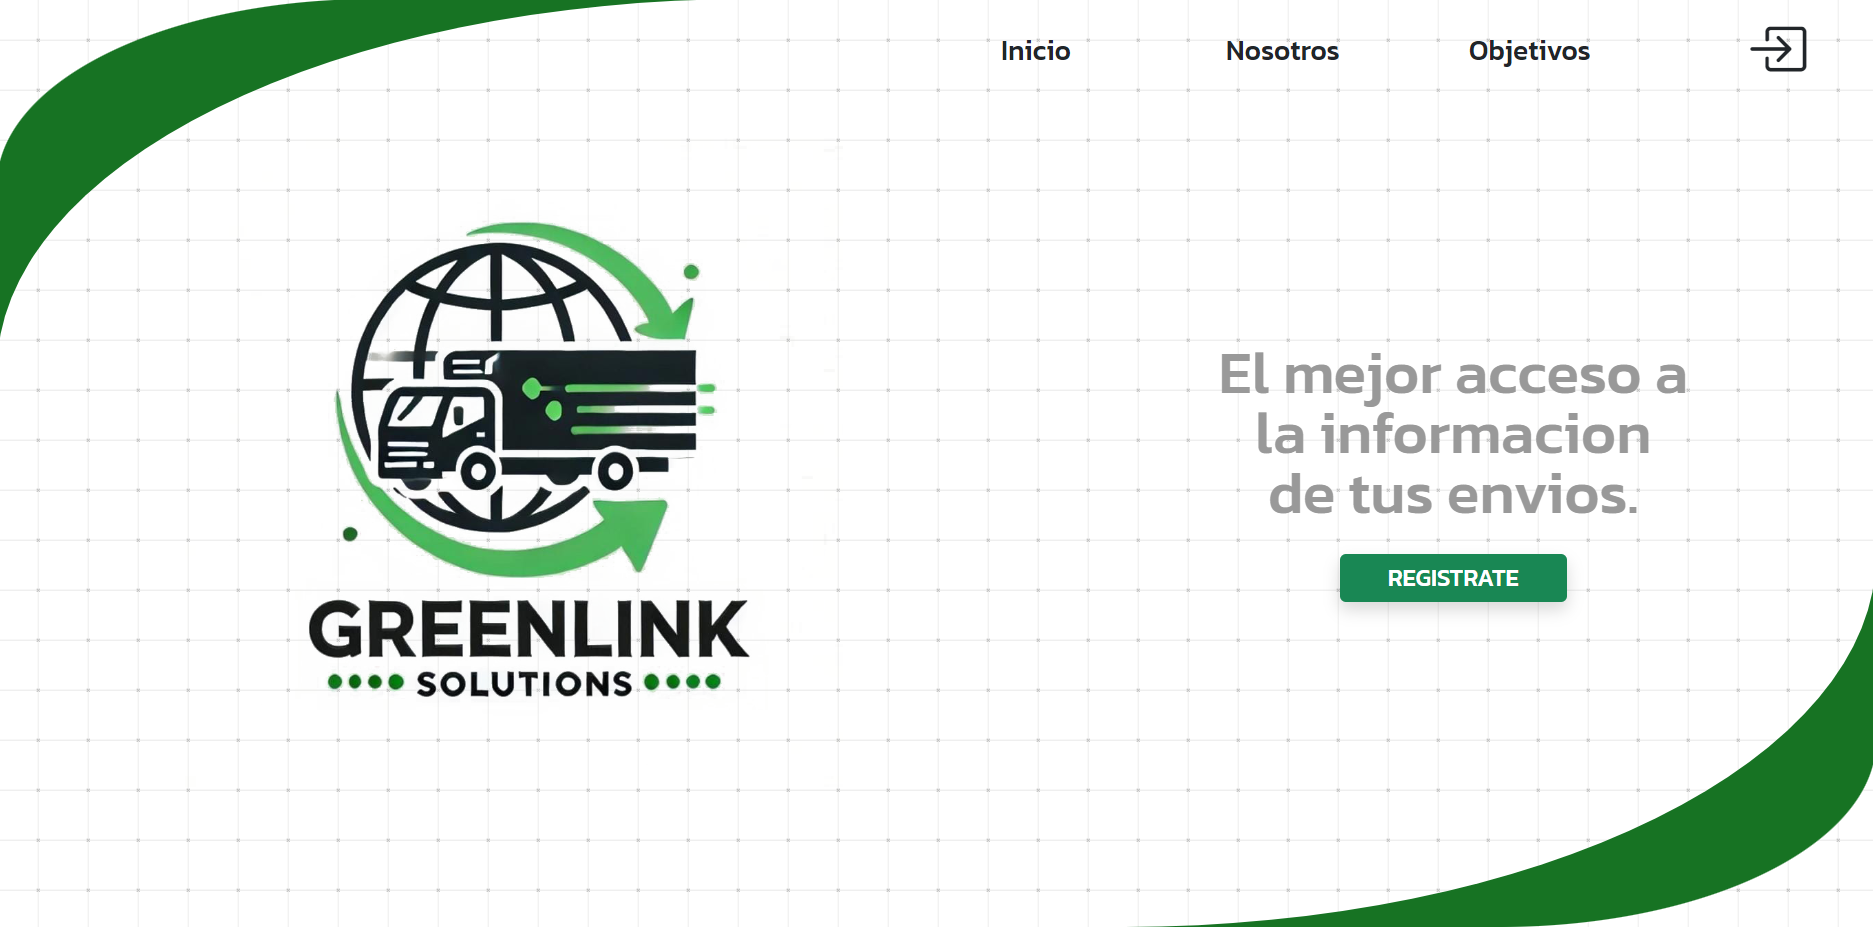 Inicio
Nosotros
Objetivos
GREENLINK
SOLUTIONS
El mejor acceso a
la informacion
de tus envios.
REGISTRATE